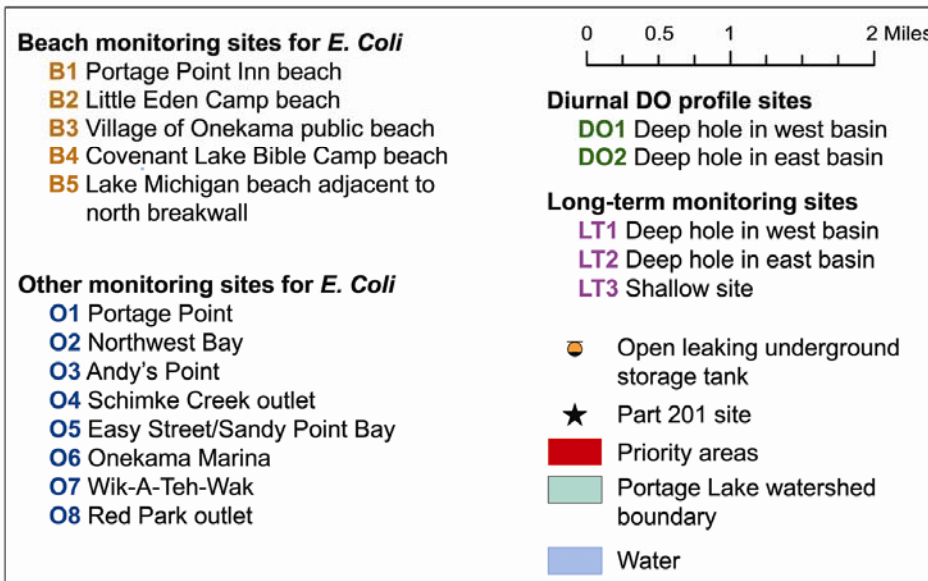 Beach monitoring sites for E. Coli
B1 Portage Point Inn beach
B2 Little Eden Camp beach
B3 Village of Onekama public beach
B4 Covenant Lake Bible Camp beach
B5 Lake Michigan beach adjacent to
north breakwall
Other monitoring sites for E. Coli
O1 Portage Point
O2 Northwest Bay
O3 Andy's Point
O4 Schimke Creek outlet
O5 Easy Street/Sandy Point Bay
O6 Onekama Marina
O7 Wik-A-Teh-Wak
O8 Red Park outlet
0 0.5 1 2 Miles
Diurnal DO profile sites
DO1 Deep hole in west basin
DO2 Deep hole in east basin
Long-term monitoring sites
LT1 Deep hole in west basin
LT2 Deep hole in east basin
LT3 Shallow site
Open leaking underground
storage tank
Part 201 site
Priority areas
Portage Lake watershed
boundary
Water